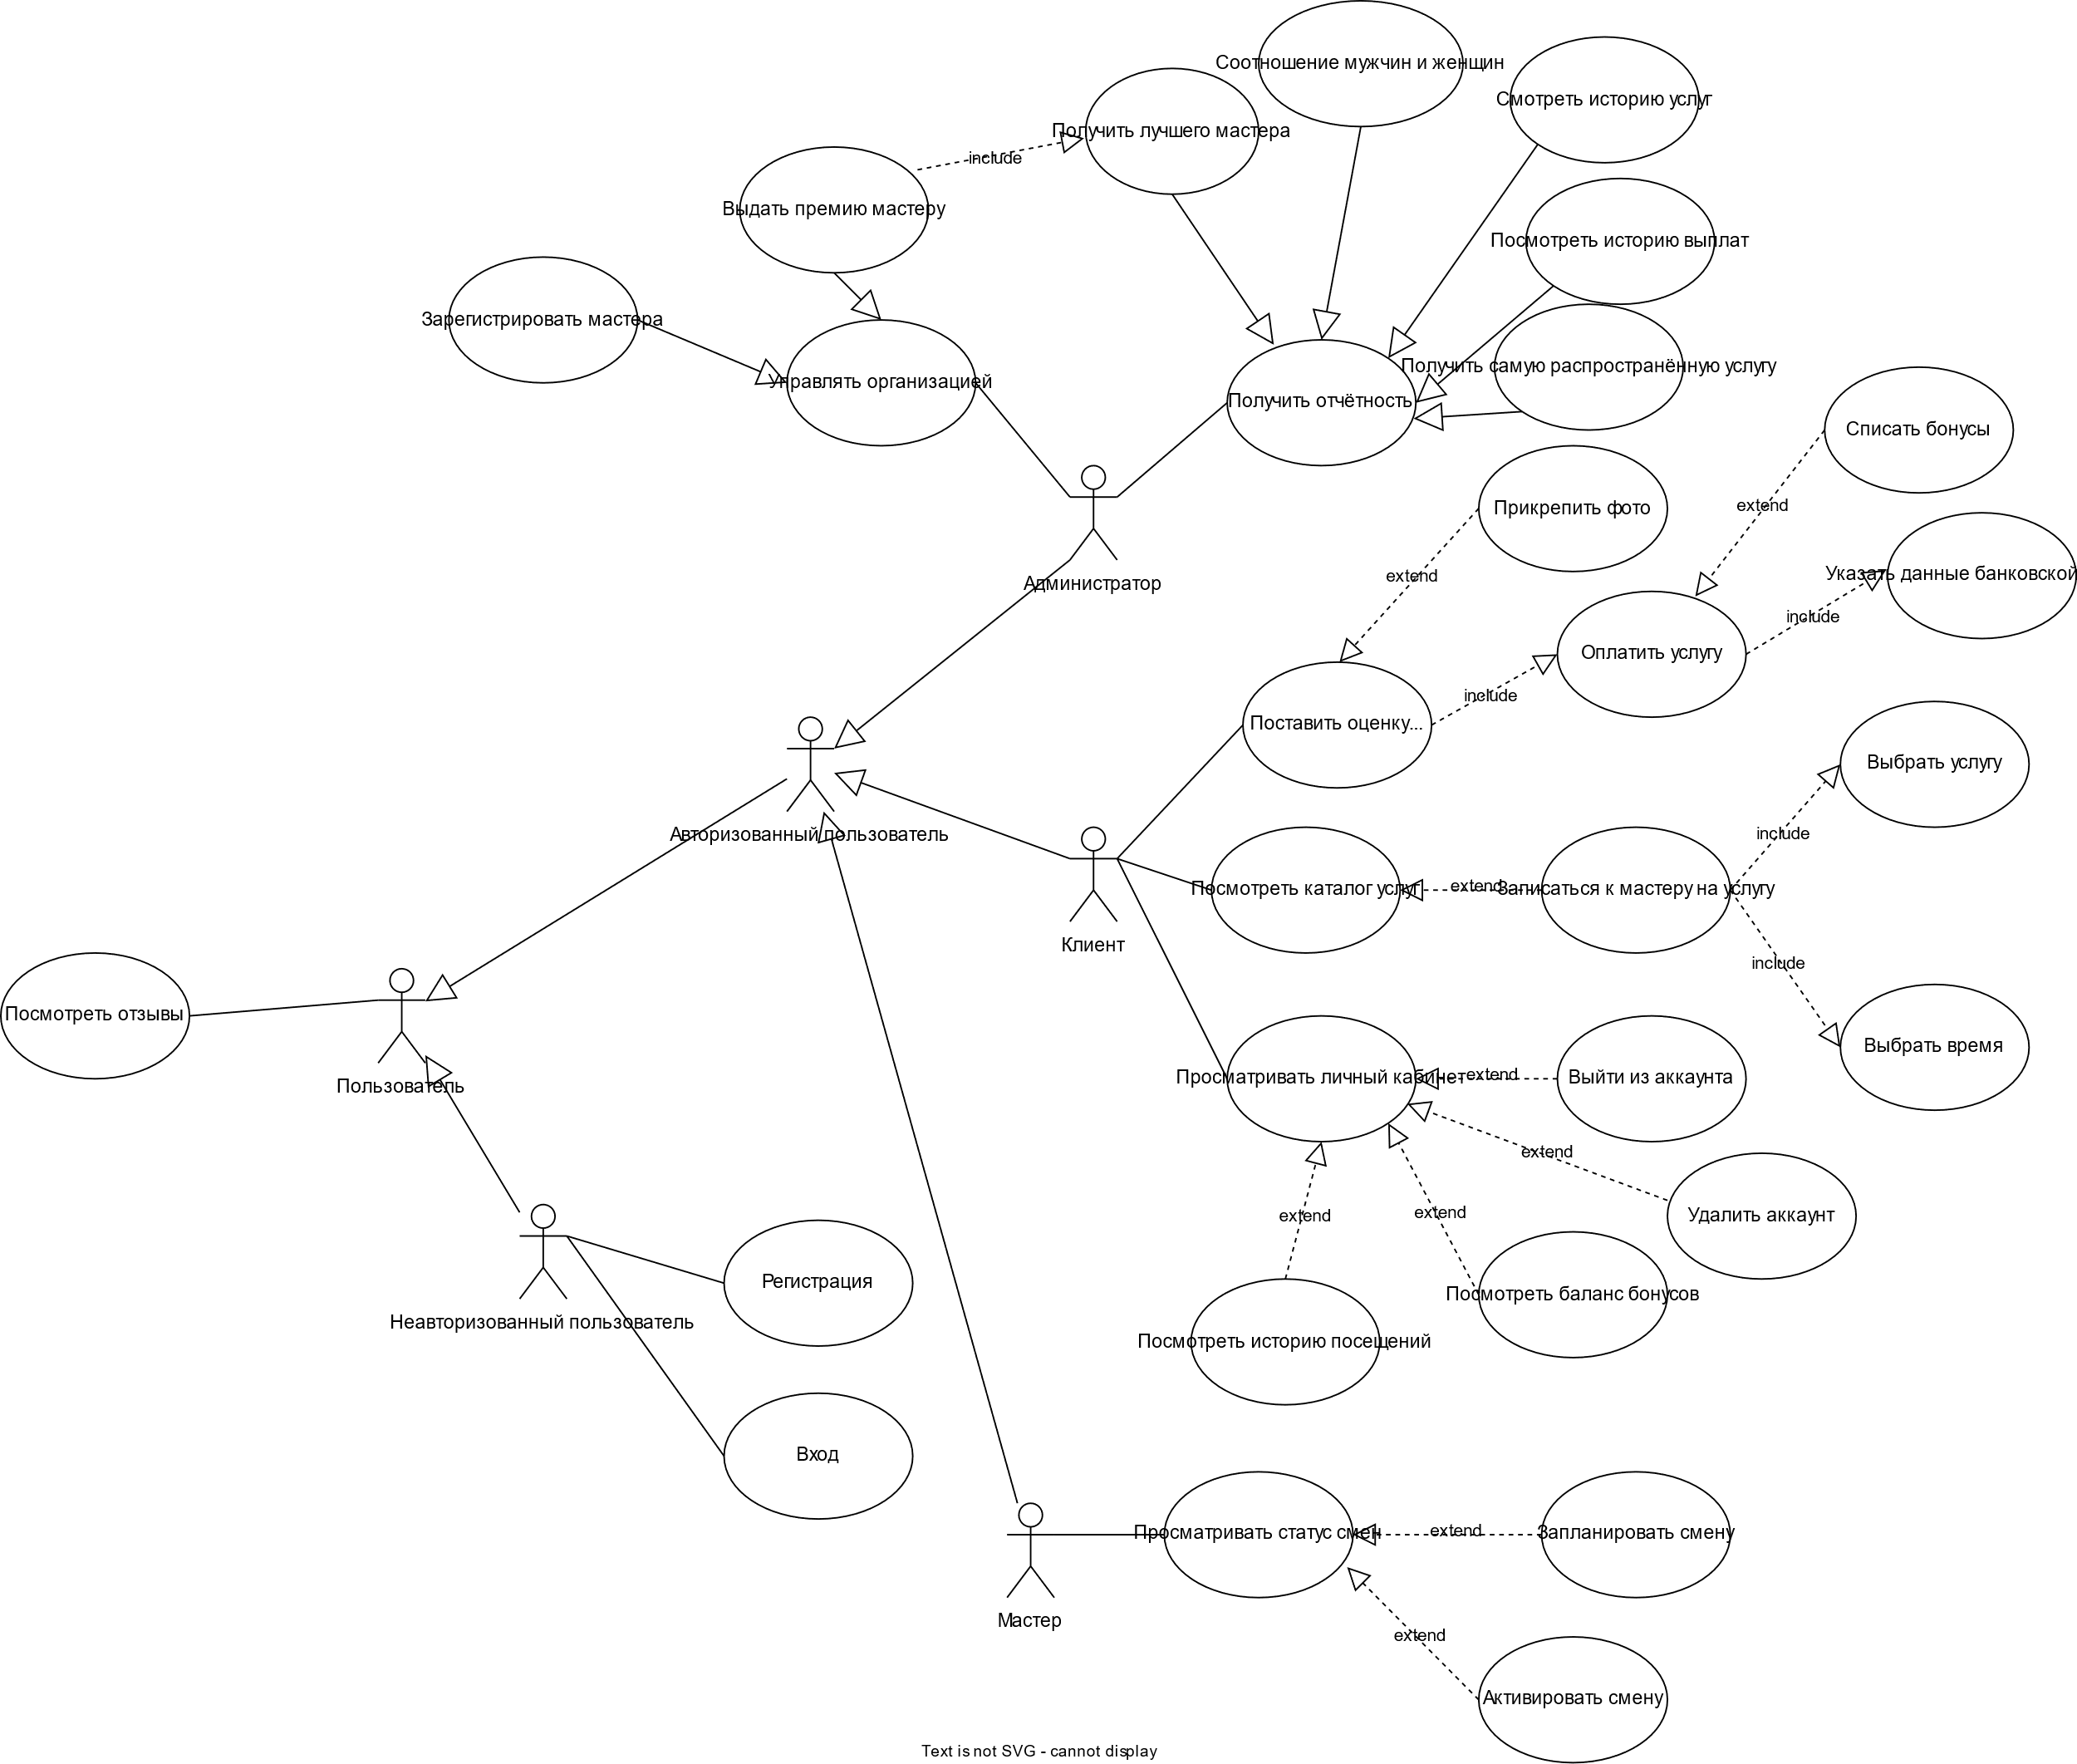 Соотношение мужчин и женщин
Смотреть историю услуг
Получить лучшего мастера
include
Выдать премию мастеру
Посмотреть историю выплат
Зарегистрировать мастера
Получить самую распространённую услугу
Управлять организацией
Получить отчётность
Списать бонусы
extend
Прикрепить фото
Указать данные банковской
extend
Администратор
include
Оплатить услугу
include
Поставить оценку...
Выбрать услугу
Авторизованный пользователь
include
Посмотреть каталог услуг
extend
Записаться к мастеру на услугу
Клиент
include
Посмотреть отзывы
Выбрать время
Просматривать личный кабинет
extend
Выйти из аккаунта
Пользователь
extend
Удалить аккаунт
extend
extend
Регистрация
Посмотреть баланс бонусов
Неавторизованный пользователь
Посмотреть историю посещений
Вход
Просматривать статус смен
extend
Запланировать смену
Мастер
extend
Активировать смену
Text is not SVG - cannot display